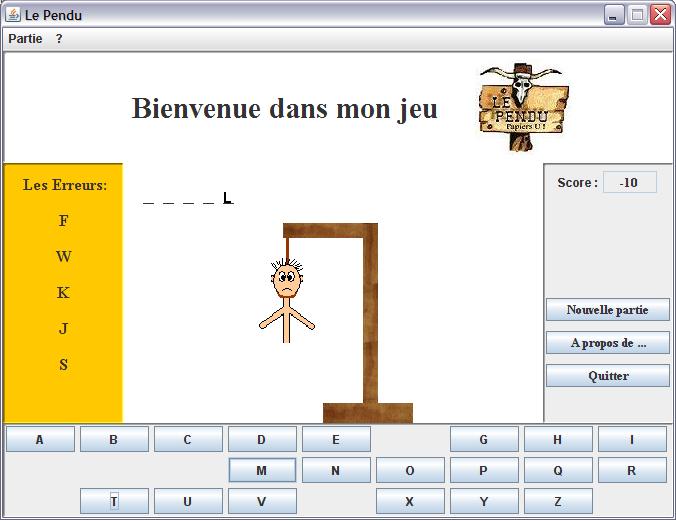 Le Pendu
Partie ?
Bienvenue dans mon jeu
LE
PENDU
Papiers U !
Les Erreurs:
F
W
K
J
S
_ _ _ _ L
Score : -10
Nouvelle partie
A propos de ...
Quitter
A B C D E G H I
M N O P Q R
T U V X Y Z